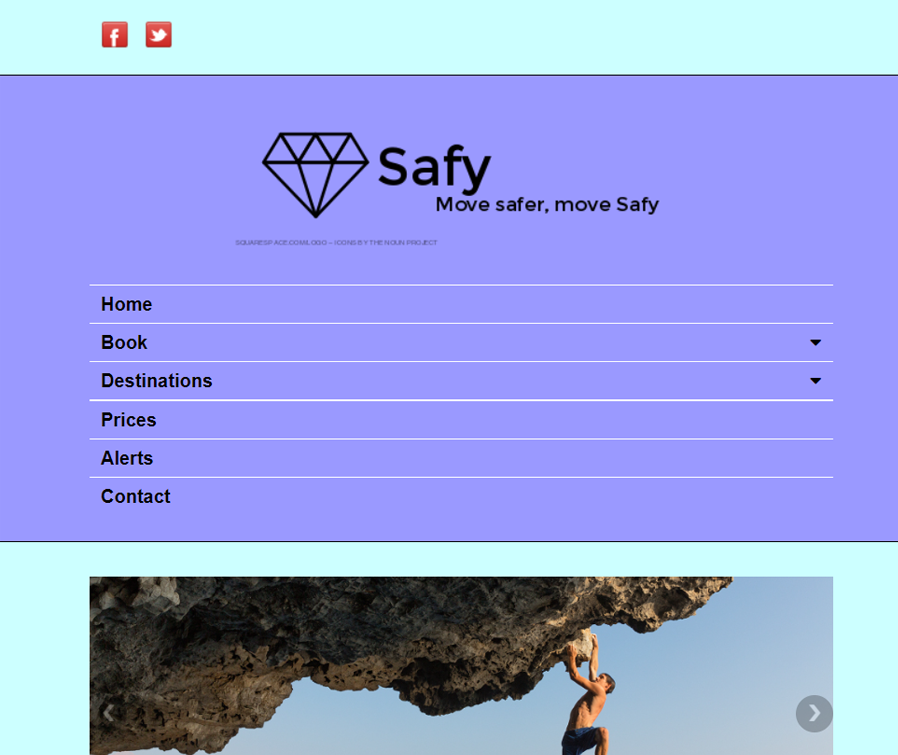 Safy
Move safer, move Safy
SQUARESPACE.COM/LOGO – ICONS BY THE NOUN PROJECT
Home
Book
Destinations
Prices
Alerts
Contact